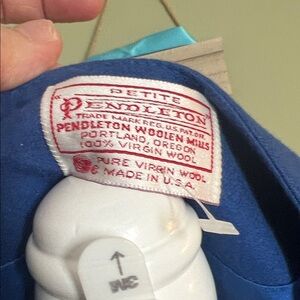 PETITE
PENDLETON
TRADE MARK REG. U.S. PAT. OFF.
PENDLETON WOOLEN MILLS
PORTLAND, OREGON
100% VIRGIN WOOL
PURE VIRGIN WOOL
MADE IN U.S.A.
3M